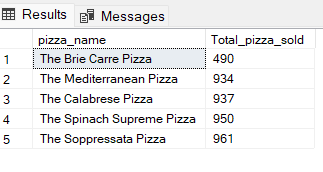 Results Messages
pizza_name Total_pizza_sold
1 The Brie Carre Pizza 490
2 The Mediterranean Pizza 934
3 The Calabrese Pizza 937
4 The Spinach Supreme Pizza 950
5 The Soppressata Pizza 961